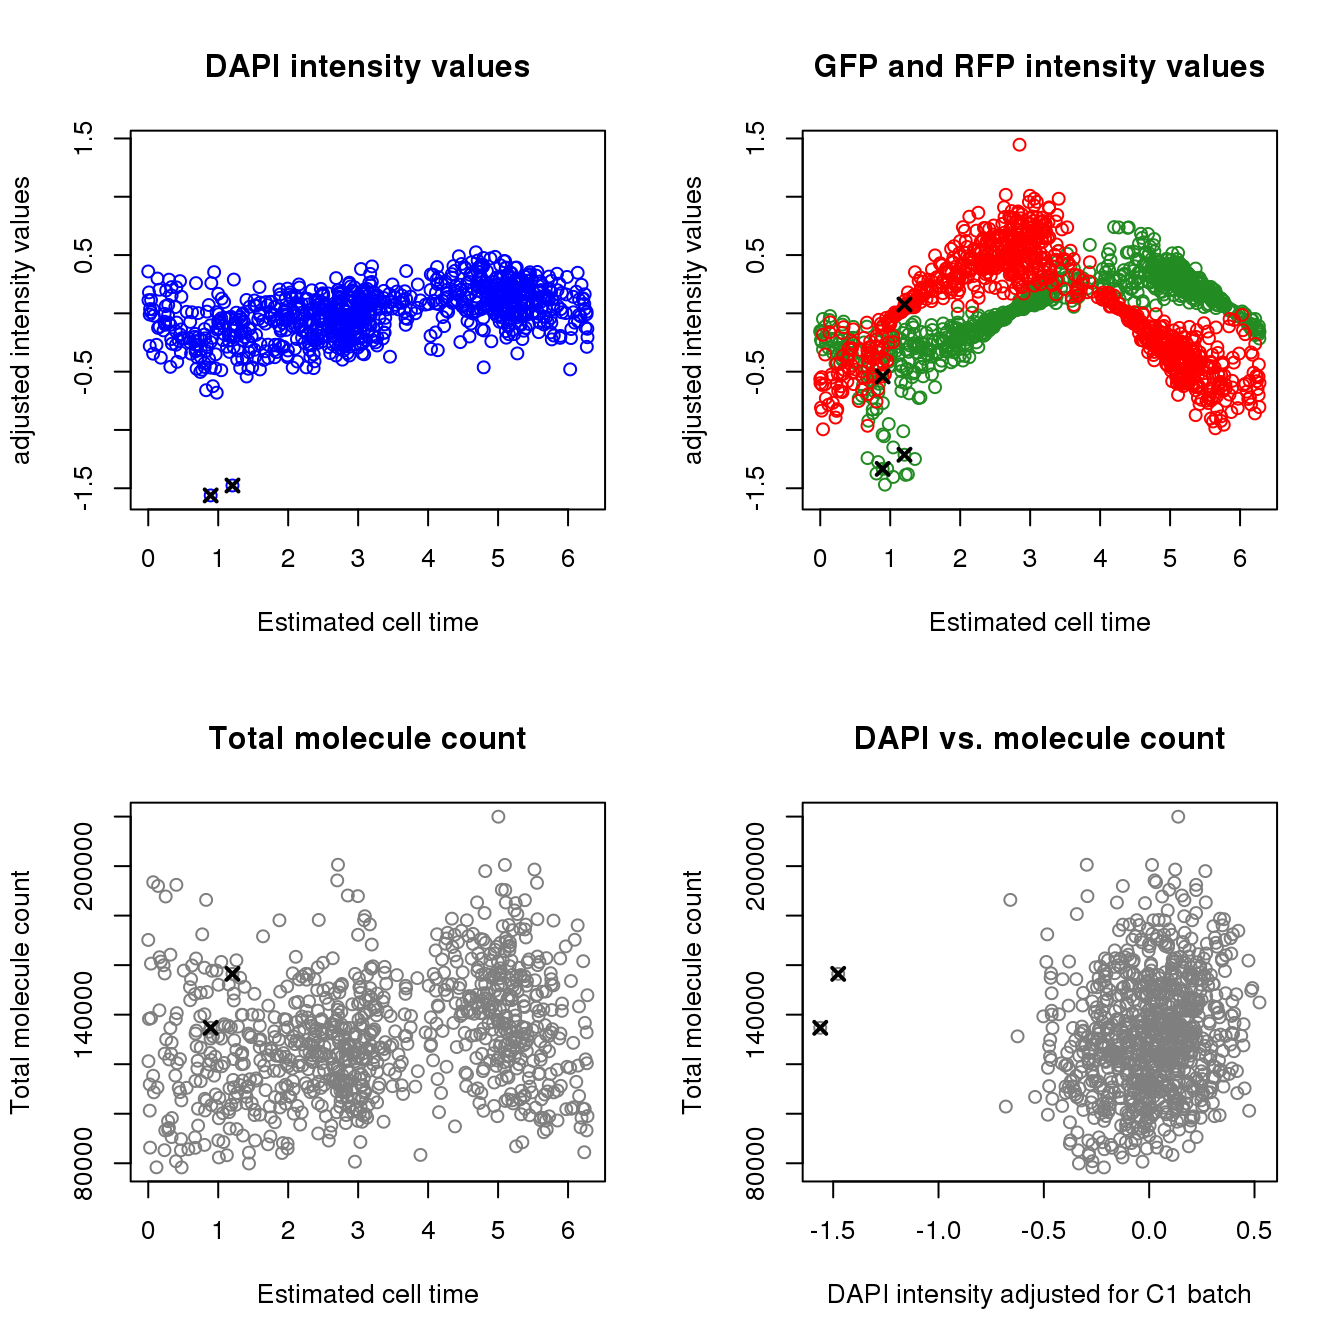 DAPI intensity values
adjusted intensity values
1.5
0.5
-0.5
-1.5
0 1 2 3 4 5 6
Estimated cell time
GFP and RFP intensity values
adjusted intensity values
1.5
0.5
-0.5
-1.5
0 1 2 3 4 5 6
Estimated cell time
Total molecule count
Total molecule count
200000
140000
80000
0 1 2 3 4 5 6
Estimated cell time
DAPI vs. molecule count
Total molecule count
200000
140000
80000
-1.5 -1.0 -0.5 0.0 0.5
DAPI intensity adjusted for C1 batch